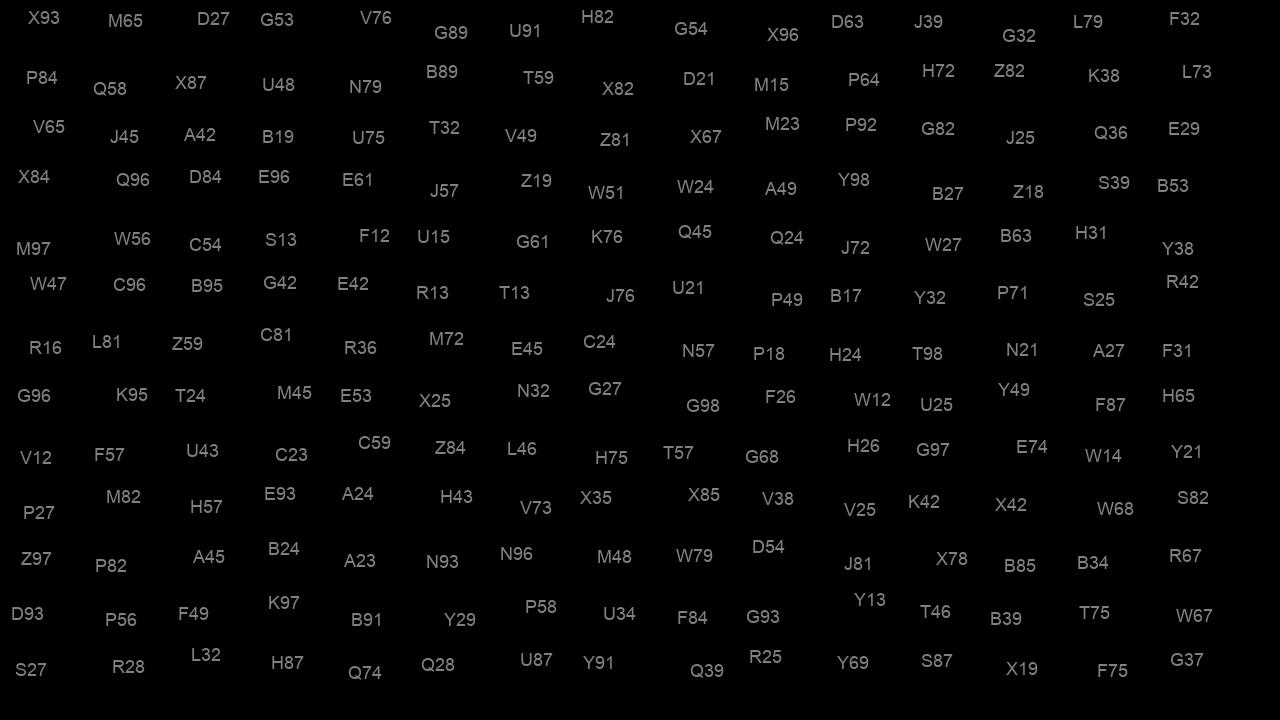 X93 M65 D27 G53 V76 G89 U91 H82 G54 X96 D63 J39 G32 L79 F32
P84 Q58 X87 U48 N79 B89 T59 X82 D21 M15 P64 H72 Z82 K38 L73
V65 J45 A42 B19 U75 T32 V49 Z81 X67 M23 P92 G82 J25 Q36 E29
X84 Q96 D84 E96 E61 J57 Z19 W51 W24 A49 Y98 B27 Z18 S39 B53
M97 W56 C54 S13 F12 U15 G61 K76 Q45 Q24 J72 W27 B63 H31 Y38
W47 C96 B95 G42 E42 R13 T13 J76 U21 P49 B17 Y32 P71 S25 R42
R16 L81 Z59 C81 R36 M72 E45 C24 N57 P18 H24 T98 N21 A27 F31
G96 K95 T24 M45 E53 X25 N32 G27 G98 F26 W12 U25 Y49 F87 H65
V12 F57 U43 C23 C59 Z84 L46 H75 T57 G68 H26 G97 E74 W14 Y21
P27 M82 H57 E93 A24 H43 V73 X35 X85 V38 V25 K42 X42 W68 S82
Z97 P82 A45 B24 A23 N93 N96 M48 W79 D54 J81 X78 B85 B34 R67
D93 P56 F49 K97 B91 Y29 P58 U34 F84 G93 Y13 T46 B39 T75 W67
S27 R28 L32 H87 Q74 Q28 U87 Y91 Q39 R25 Y69 S87 X19 F75 G37